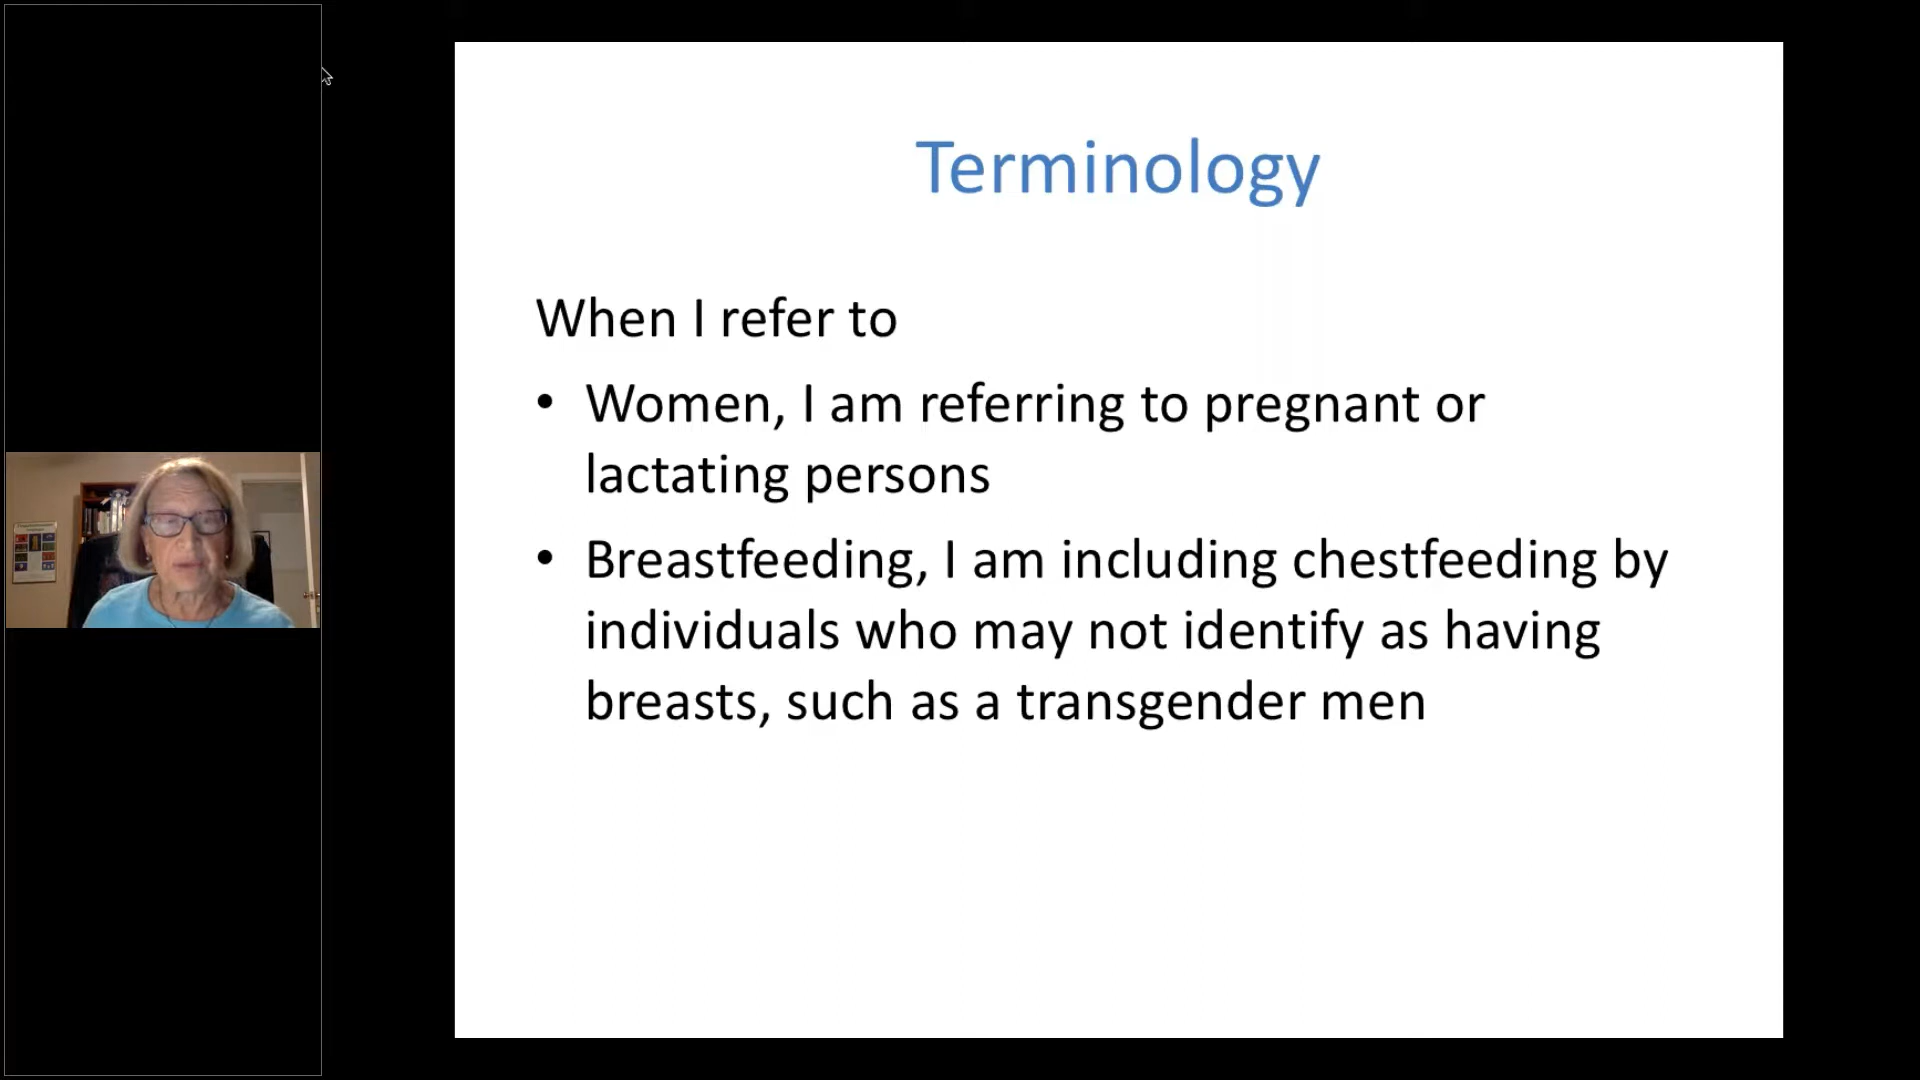 Terminology
When I refer to
• Women, I am referring to pregnant or
lactating persons
• Breastfeeding, I am including chestfeeding by
individuals who may not identify as having
breasts, such as a transgender men